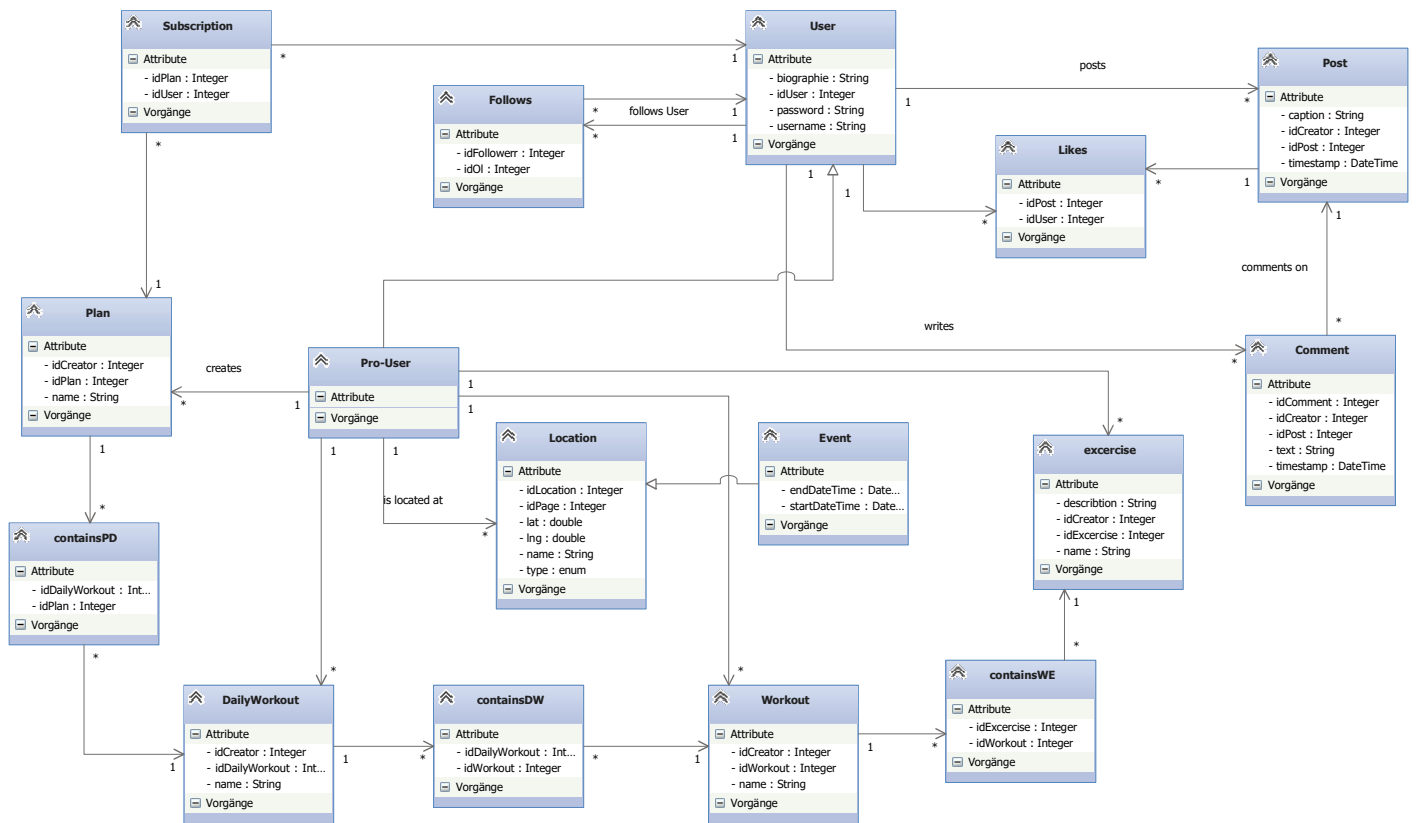 Subscription
Attribute
- idPlan : Integer
- idUser : Integer
Vorgänge
*
1
*
1
User
Attribute
- biographie : String
- idUser : Integer
- password : String
- username : String
Vorgänge
Follows
Attribute
- idFollowerr : Integer
- idOl : Integer
Vorgänge
*
follows User
1
*
1
posts
1
*
Post
Attribute
- caption : String
- idCreator : Integer
- idPost : Integer
- timestamp : DateTime
Vorgänge
Likes
Attribute
- idPost : Integer
- idUser : Integer
Vorgänge
*
1
1
1
*
1
comments on
*
writes
*
Plan
Attribute
- idCreator : Integer
- idPlan : Integer
- name : String
Vorgänge
creates
*
1
Pro-User
Attribute
Vorgänge
1
1
1
1
is located at
*
Comment
Attribute
- idComment : Integer
- idCreator : Integer
- idPost : Integer
- text : String
- timestamp : DateTime
Vorgänge
1
*
Location
Attribute
- idLocation : Integer
- idPage : Integer
- lat : double
- lng : double
- name : String
- type : enum
Vorgänge
Event
Attribute
- endDateTime : Date...
- startDateTime : Date...
Vorgänge
*
excercise
Attribute
- describtion : String
- idCreator : Integer
- idExcercise : Integer
- name : String
Vorgänge
containsPD
Attribute
- idDailyWorkout : Int...
- idPlan : Integer
Vorgänge
*
1
*
*
1
*
DailyWorkout
Attribute
- idCreator : Integer
- idDailyWorkout : Int...
- name : String
Vorgänge
1
*
containsDW
Attribute
- idDailyWorkout : Int...
- idWorkout : Integer
Vorgänge
*
1
Workout
Attribute
- idCreator : Integer
- idWorkout : Integer
- name : String
Vorgänge
1
*
containsWE
Attribute
- idExcercise : Integer
- idWorkout : Integer
Vorgänge